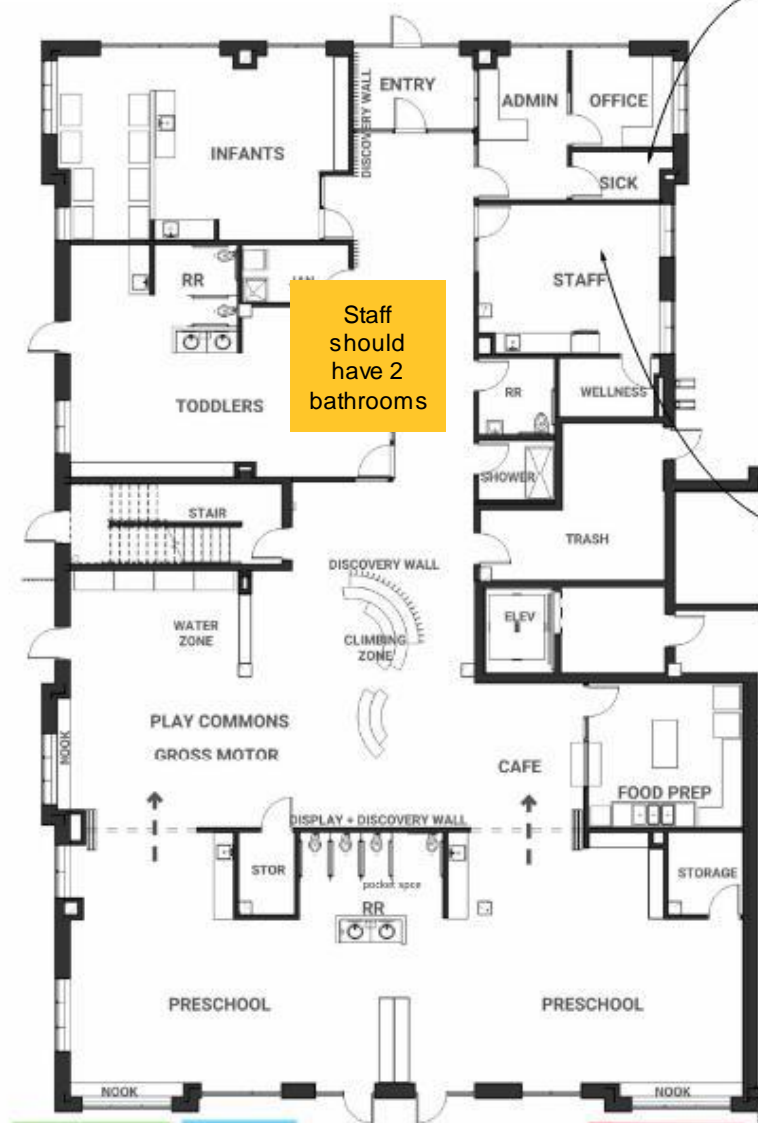 ENTRY
DISCOVERY WALL
ADMIN
OFFICE
INFANTS
SICK
RR
STAFF
Staff
should
have 2
bathrooms
TODDLERS
RR
WELLNESS
SHOWER
STAIR
TRASH
DISCOVERY WALL
ELEV
WATER
ZONE
CLIMBING
ZONE
PLAY COMMONS
GROSS MOTOR
NOOK
CAFE
FOOD PREP
DISPLAY + DISCOVERY WALL
STOR
STORAGE
pocket spce
RR
PRESCHOOL
PRESCHOOL
NOOK
NOOK